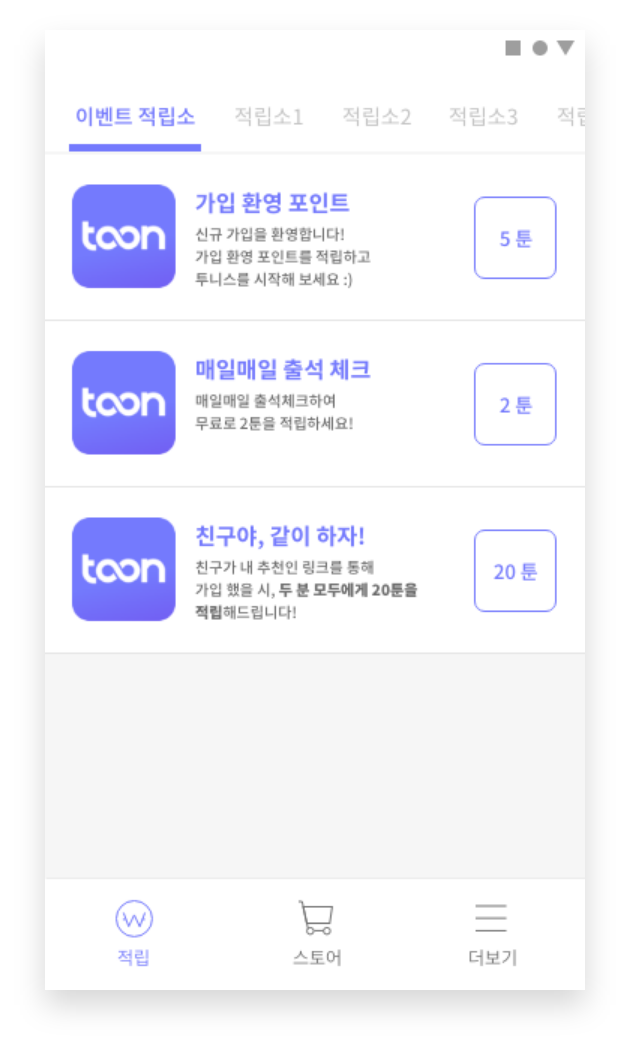 이벤트 적립소 적립소1 적립소2 적립소3
toon
가입 환영 포인트
신규 가입을 환영합니다!
가입 환영 포인트를 적립하고
투니스를 시작해 보세요 :)
5 툰
toon
매일매일 출석 체크
매일매일 출석체크하여
무료로 2툰을 적립하세요!
2 툰
toon
친구야, 같이 하자!
친구가 내 추천인 링크를 통해
가입 했을 시, 두 분 모두에게 20툰을
적립해드립니다!
20 툰
W
적립
스토어
더보기